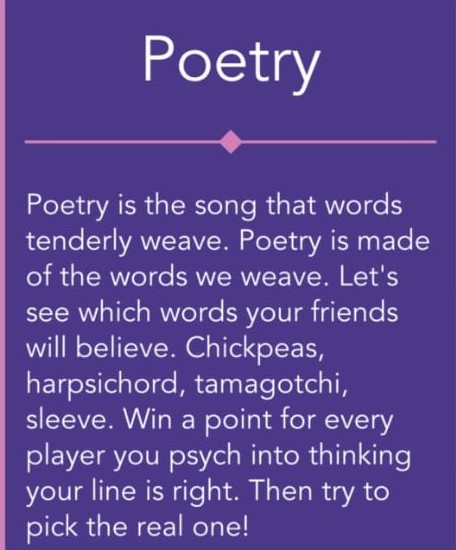 Poetry
Poetry is the song that words
tenderly weave. Poetry is made
of the words we weave. Let's
see which words your friends
will believe. Chickpeas,
harpsichord, tamagotchi,
sleeve. Win a point for every
player you psych into thinking
your line is right. Then try to
pick the real one!